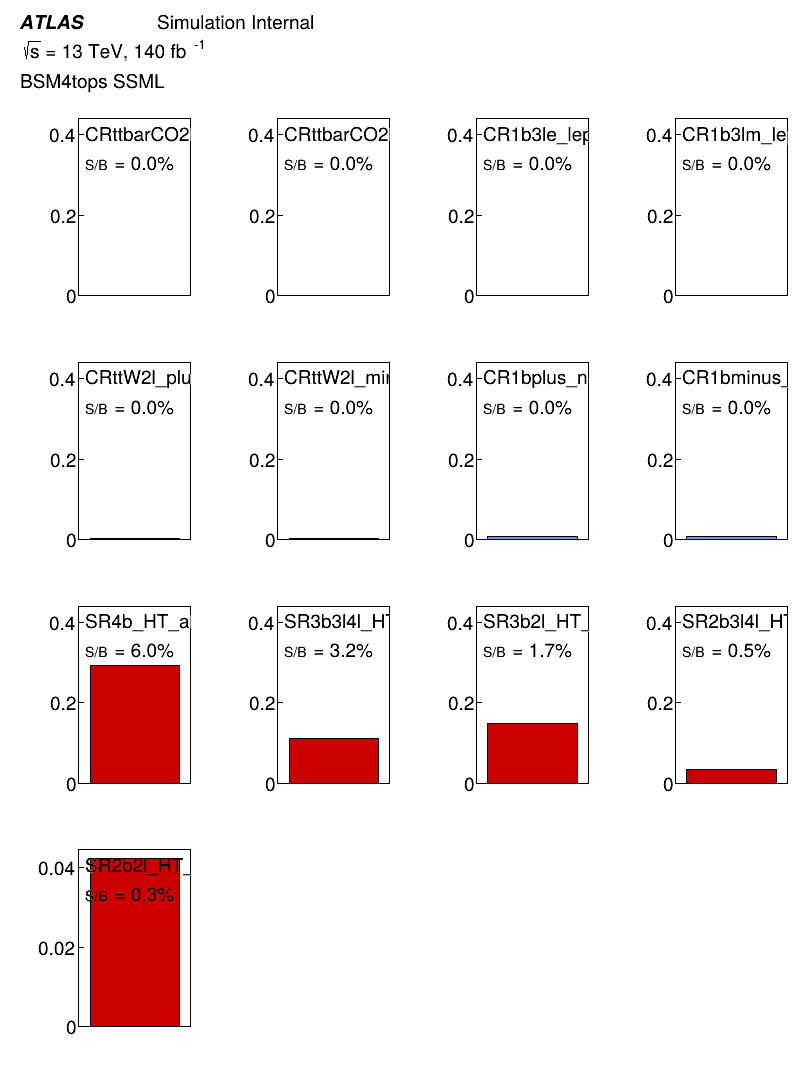 ATLAS Simulation Internal
√s = 13 TeV, 140 fb -1
BSM4tops SSML
0.4 CRttbarCO2 0.4 CRttbarCO2 0.4 CR1b3le_lep 0.4 CR1b3lm_le
S/B = 0.0% S/B = 0.0% S/B = 0.0% S/B = 0.0%
0.2 0.2 0.2 0.2
0 0 0 0
0.4 CRttW2l_plu 0.4 CRttW2l_min 0.4 CR1bplus_n 0.4 CR1bminus_
S/B = 0.0% S/B = 0.0% S/B = 0.0% S/B = 0.0%
0.2 0.2 0.2 0.2
0 0 0 0
0.4 SR4b_HT_a 0.4 SR3b3l4l_HT 0.4 SR3b2l_HT_ 0.4 SR2b3l4l_HT
S/B = 6.0% S/B = 3.2% S/B = 1.7% S/B = 0.5%
0.2 0.2 0.2 0.2
0 0 0 0
0.04 SR2b2l_HT_
S/B = 0.3%
0.02
0